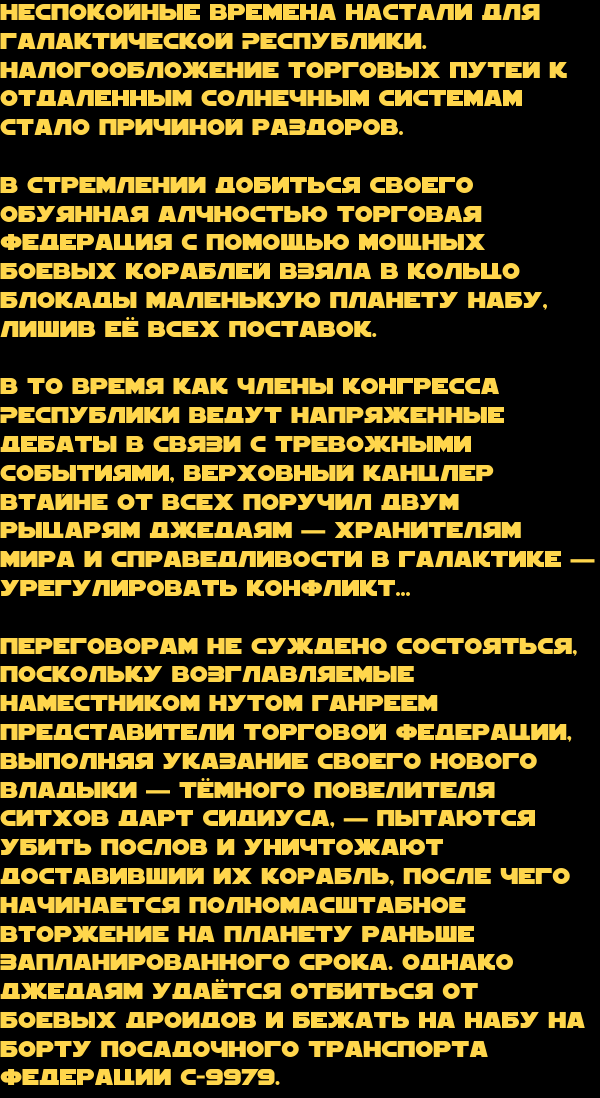 НЕСПОКОЙНЫЕ ВРЕМЕНА НАСТАЛИ ДЛЯ
ГАЛАКТИЧЕСКОЙ РЕСПУБЛИКИ.
НАЛОГООБЛОЖЕНИЕ ТОРГОВЫХ ПУТЕЙ К
ОТДАЛЕННЫМ СОЛНЕЧНЫМ СИСТЕМАМ
СТАЛО ПРИЧИНОЙ РАЗДОРОВ.

В СТРЕМЛЕНИИ ДОБИТЬСЯ СВОЕГО
ОБУЯННАЯ АЛЧНОСТЬЮ ТОРГОВАЯ
ФЕДЕРАЦИЯ С ПОМОЩЬЮ МОЩНЫХ
БОЕВЫХ КОРАБЛЕЙ ВЗЯЛА В КОЛЬЦО
БЛОКАДЫ МАЛЕНЬКУЮ ПЛАНЕТУ НАБУ,
ЛИШИВ ЕЁ ВСЕХ ПОСТАВОК.

В ТО ВРЕМЯ КАК ЧЛЕНЫ КОНГРЕССА
РЕСПУБЛИКИ ВЕДУТ НАПРЯЖЕННЫЕ
ДЕБАТЫ В СВЯЗИ С ТРЕВОЖНЫМИ
СОБЫТИЯМИ, ВЕРХОВНЫЙ КАНЦЛЕР
ВТАЙНЕ ОТ ВСЕХ ПОРУЧИЛ ДВУМ
РЫЦАРЯМ ДЖЕДАЯМ — ХРАНИТЕЛЯМ
МИРА И СПРАВЕДЛИВОСТИ В ГАЛАКТИКЕ —
УРЕГУЛИРОВАТЬ КОНФЛИКТ...

ПЕРЕГОВОРАМ НЕ СУЖДЕНО СОСТОЯТЬСЯ,
ПОСКОЛЬКУ ВОЗГЛАВЛЯЕМЫЕ
НАМЕСТНИКОМ НУТОМ ГАНРЕЕМ
ПРЕДСТАВИТЕЛИ ТОРГОВОЙ ФЕДЕРАЦИИ,
ВЫПОЛНЯЯ УКАЗАНИЕ СВОЕГО НОВОГО
ВЛАДЫКИ — ТЁМНОГО ПОВЕЛИТЕЛЯ
СИТХОВ ДАРТ СИДИУСА, — ПЫТАЮТСЯ
УБИТЬ ПОСЛОВ И УНИЧТОЖАЮТ
ДОСТАВИВШИЙ ИХ КОРАБЛЬ, ПОСЛЕ ЧЕГО
НАЧИНАЕТСЯ ПОЛНОМАСШТАБНОЕ
ВТОРЖЕНИЕ НА ПЛАНЕТУ РАНЬШЕ
ЗАПЛАНИРОВАННОГО СРОКА. ОДНАКО
ДЖЕДАЯМ УДАЁТСЯ ОТБИТЬСЯ ОТ
БОЕВЫХ ДРОИДОВ И БЕЖАТЬ НА НАБУ НА
БОРТУ ПОСАДОЧНОГО ТРАНСПОРТА
ФЕДЕРАЦИИ С-9979.